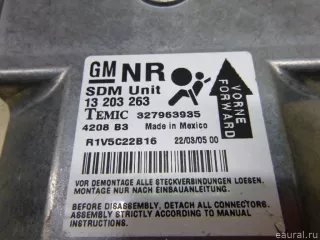 GM NR
SDM Unit
13 203 263
TEMIC 327963935
4208 B3 Made in Mexico
R1V5C22B16 22/03/05 00
VORNE
FORWARD
VOR DEMONTAGE ALLE STECKVERBINDUNGEN LOESEN.
MONTAGE NUR NACH EINBAUANLEITUNG.
BEFORE DISASSEMBLY, DETACH ALL CONNECTORS.
ASSEMBLY STRICTLY ACCORDING TO MANUAL
INSTRUCTIONS.
eaural.ru